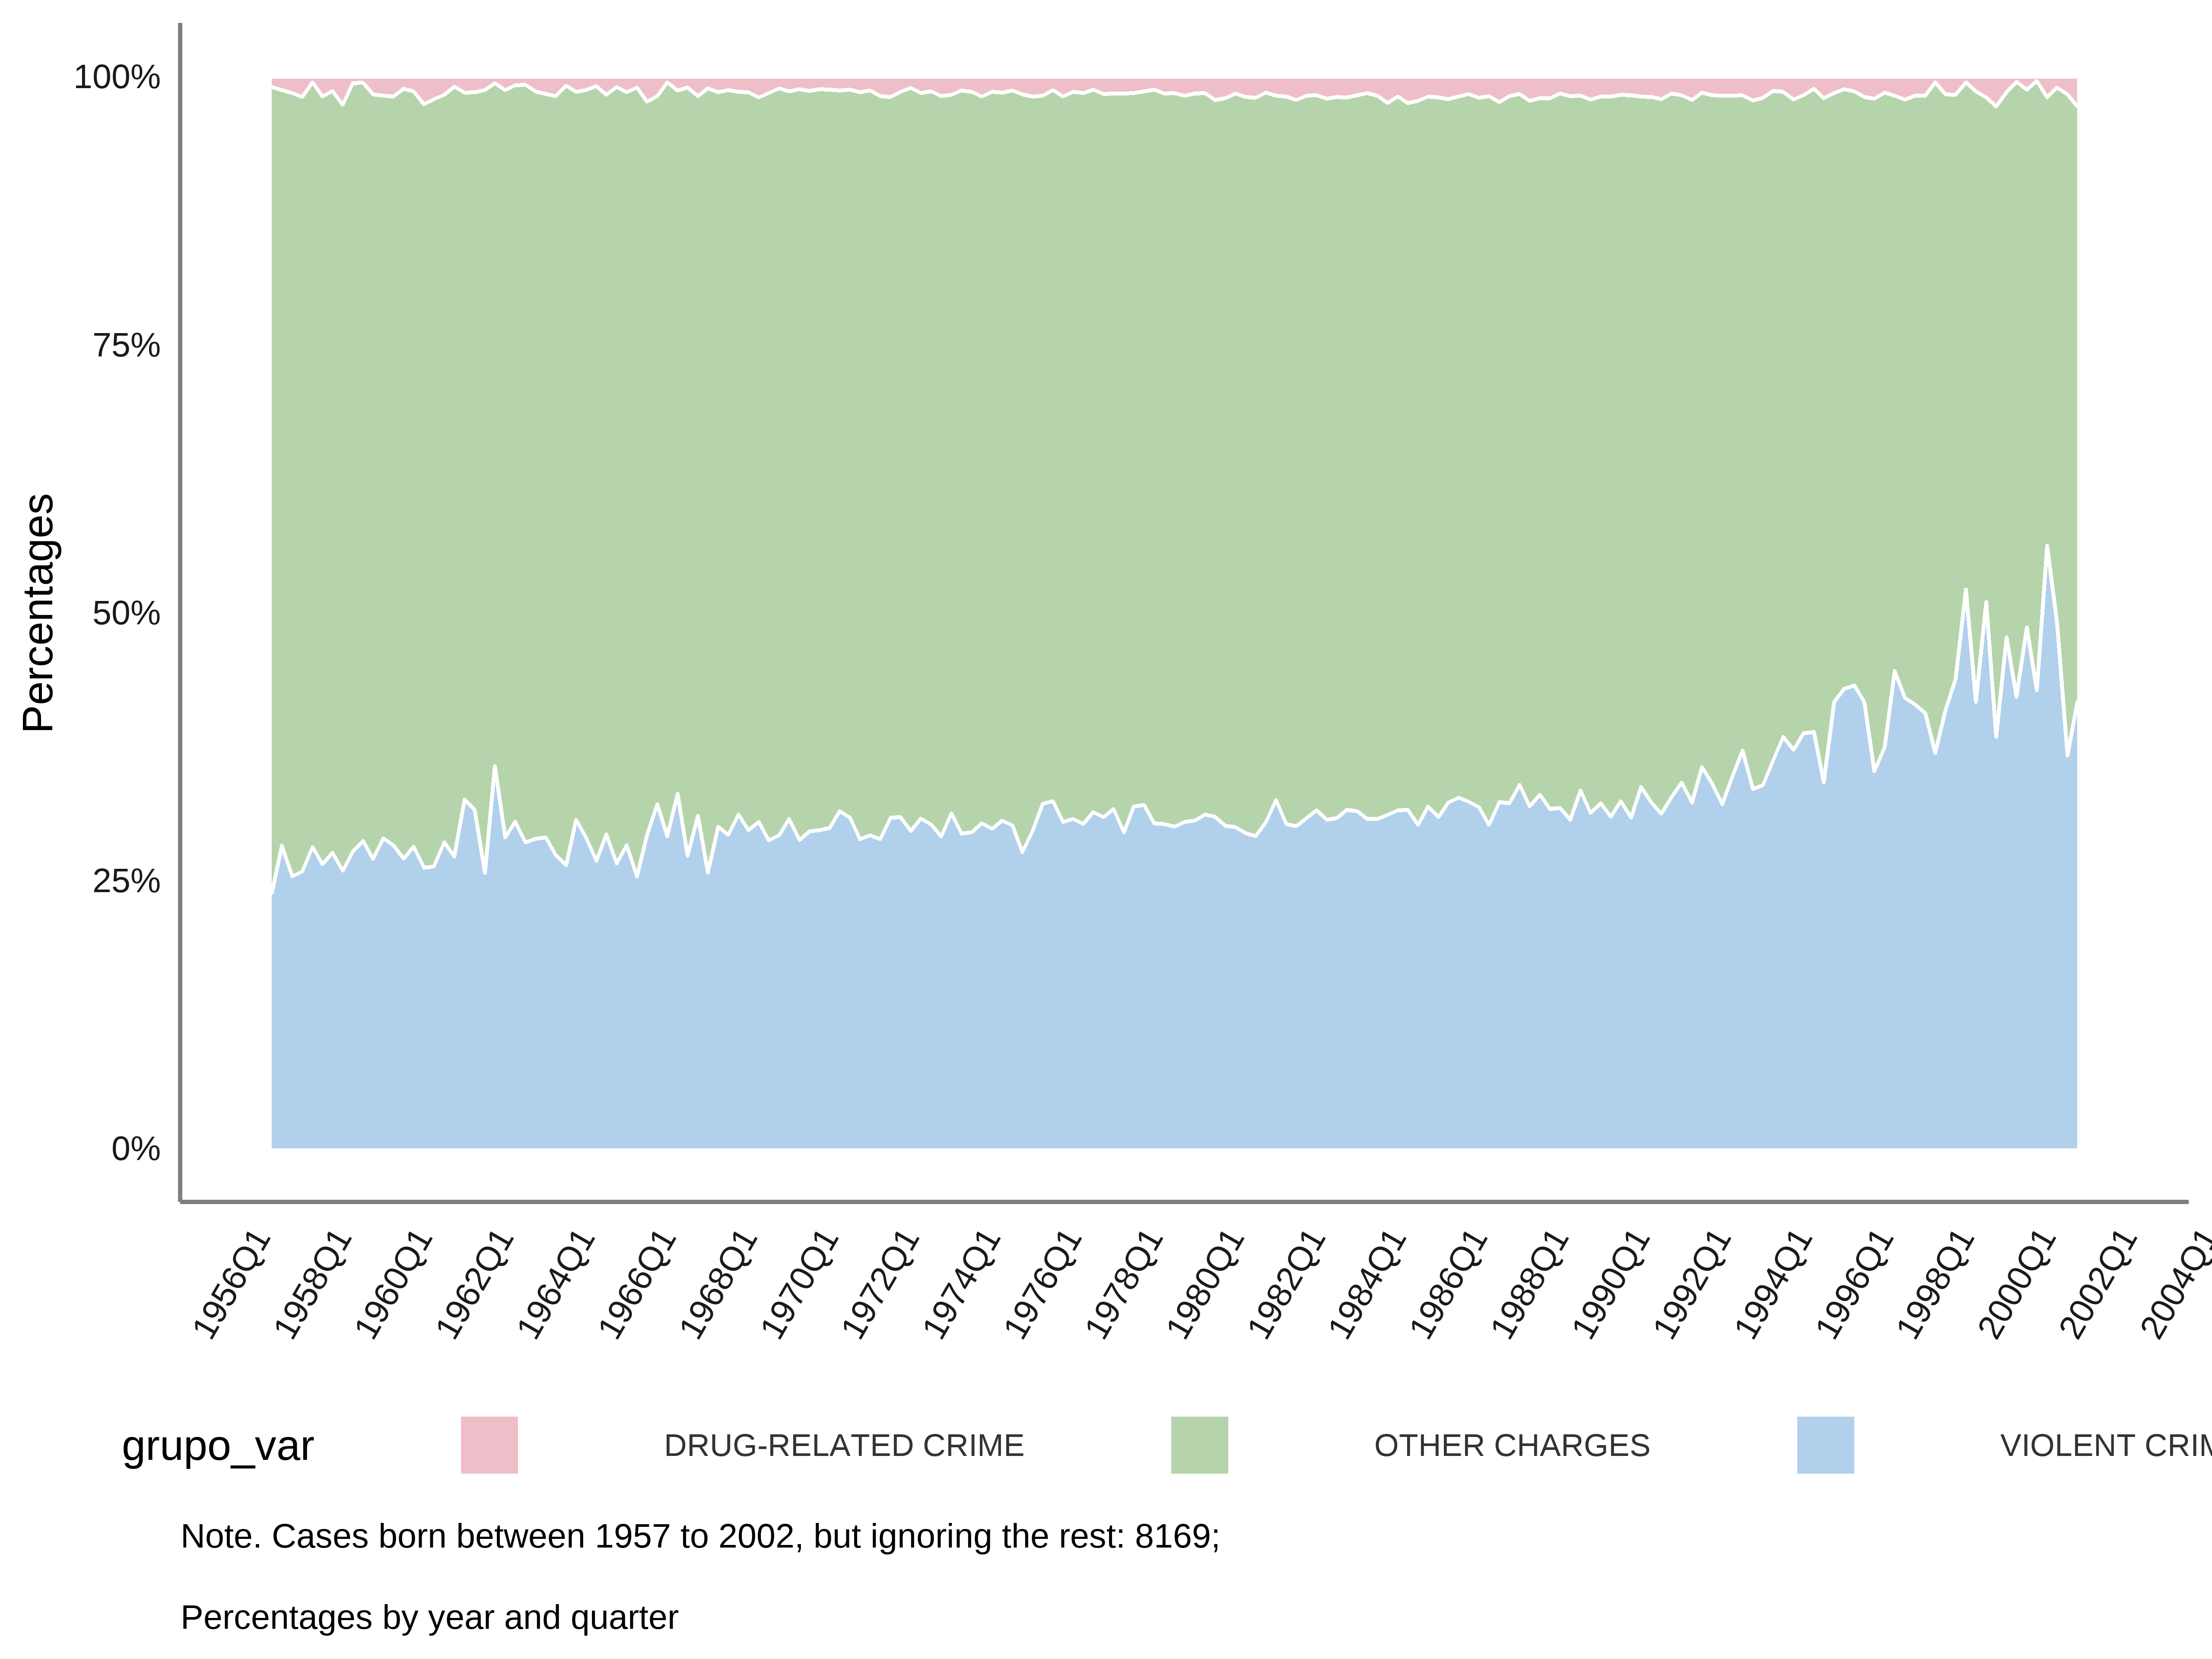 100%
75%
50%
25%
0%
Percentages
1956Q1
1958Q1
1960Q1
1962Q1
1964Q1
1966Q1
1968Q1
1970Q1
1972Q1
1974Q1
1976Q1
1978Q1
1980Q1
1982Q1
1984Q1
1986Q1
1988Q1
1990Q1
1992Q1
1994Q1
1996Q1
1998Q1
2000Q1
2002Q1
2004Q1
grupo_var DRUG-RELATED CRIME OTHER CHARGES VIOLENT
Note. Cases born between 1957 to 2002, but ignoring the rest: 8169;
Percentages by year and quarter